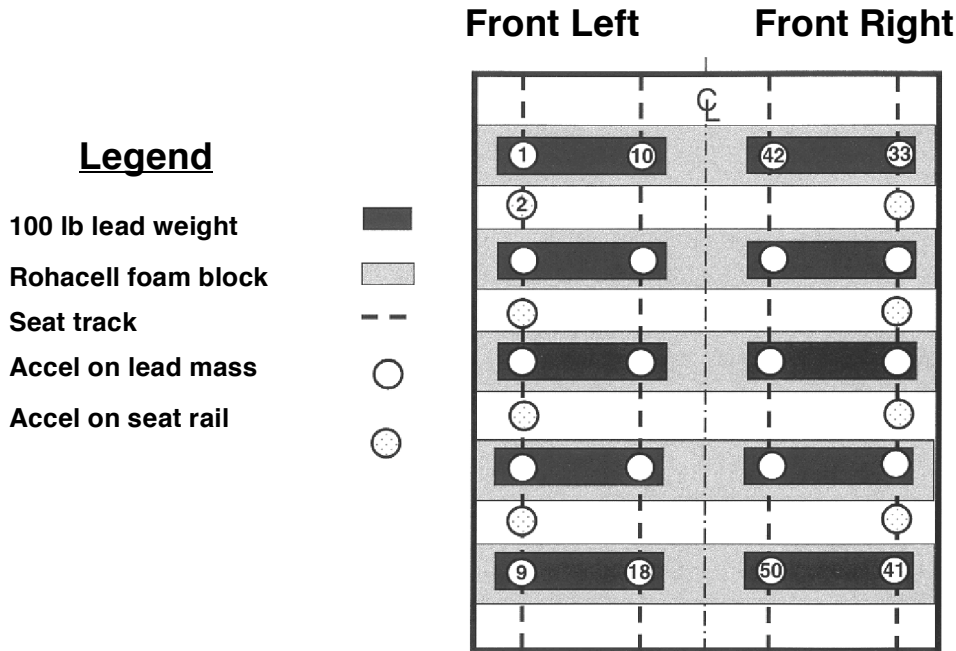 Front Left Front Right
℄
Legend
1 10 42 33
2
100 lb lead weight
Rohacell foam block
Seat track
Accel on lead mass
Accel on seat rail
9 18 50 41